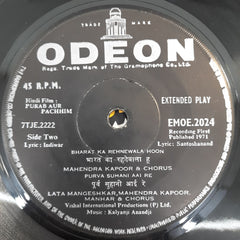 TRADE MARK
ODEON
Regd. Trade Mark of The Gramophone Co., Ltd.
45 R.P.M.
Hindi Film :
PURAB AUR
PACHHIM
EXTENDED PLAY
7TJE.2222
Side Two
Lyric: Indiwar
EMOE.2024
Recording First
Published 1971
Lyric: Santoshanand
BHARAT KA REHNEWALA HOON
भारत का रहनेवाला हूं
MAHENDRA KAPOOR & CHORUS
PURVA SUHANI AAI RE
पूर्व सुहानी आई रे
LATA MANGESHKAR, MAHENDRA KAPOOR,
MANHAR & CHORUS
Vishal International Productions (P) Ltd.
Music: Kalyanji Anandji